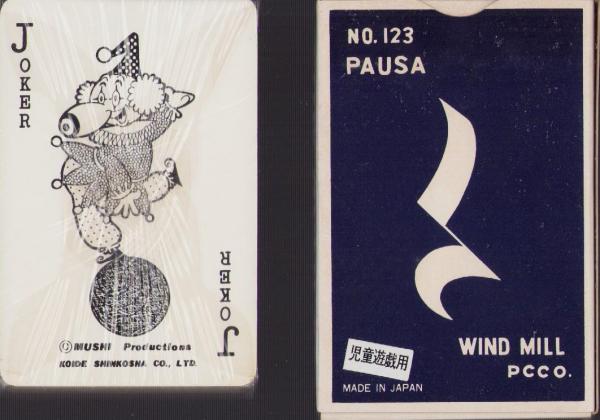 JOKER
© MUSHI Productions
KOIDE SHINKOSHA CO., LTD.
JOKER
NO. 123
PAUSA
WIND MILL
PCCO.
児童遊戯用
MADE IN JAPAN